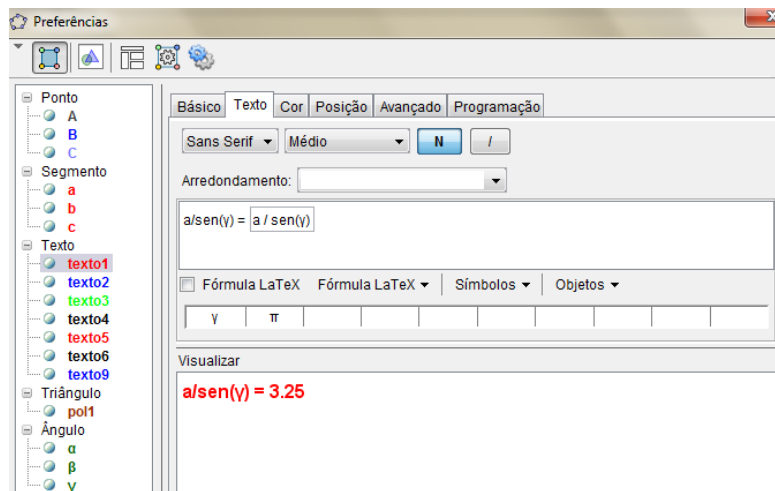 Preferências
Ponto
A
B
C
Segmento
a
b
c
Texto
texto1
texto2
texto3
texto4
texto5
texto6
texto9
Triângulo
pol1
Ângulo
α
β
γ
Básico Texto Cor Posição Avançado Programação
Sans Serif Médio N I
Arredondamento:
a/sen(γ) = a / sen(γ)
Fórmula LaTeX Fórmula LaTeX Símbolos Objetos
γ π
Visualizar
a/sen(γ) = 3.25